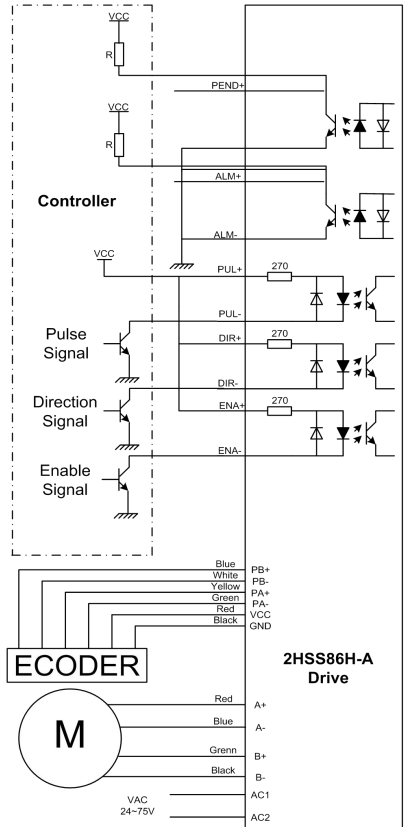 VCC
R
PEND+
VCC
R
ALM+
Controller
ALM-
VCC
PUL+
270
PUL-
Pulse
Signal
DIR+
270
DIR-
Direction
Signal
ENA+
270
ENA-
Enable
Signal
Blue
PB+
White
PB-
Yellow
PA+
Green
PA-
Red
VCC
Black
GND
ECODER
2HSS86H-A
Drive
Red
A+
M
Blue
A-
Grenn
B+
Black
B-
VAC
24~75V
AC1
AC2